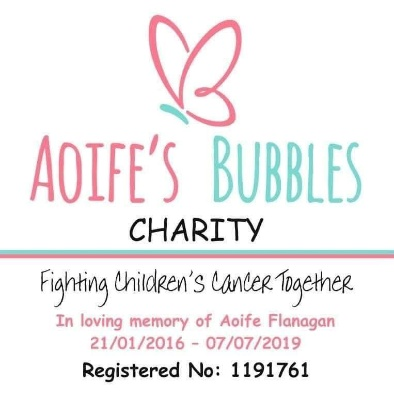 AOIFE'S BUBBLES
CHARITY
Fighting Children's Cancer Together
In loving memory of Aoife Flanagan
21/01/2016 - 07/07/2019
Registered No: 1191761